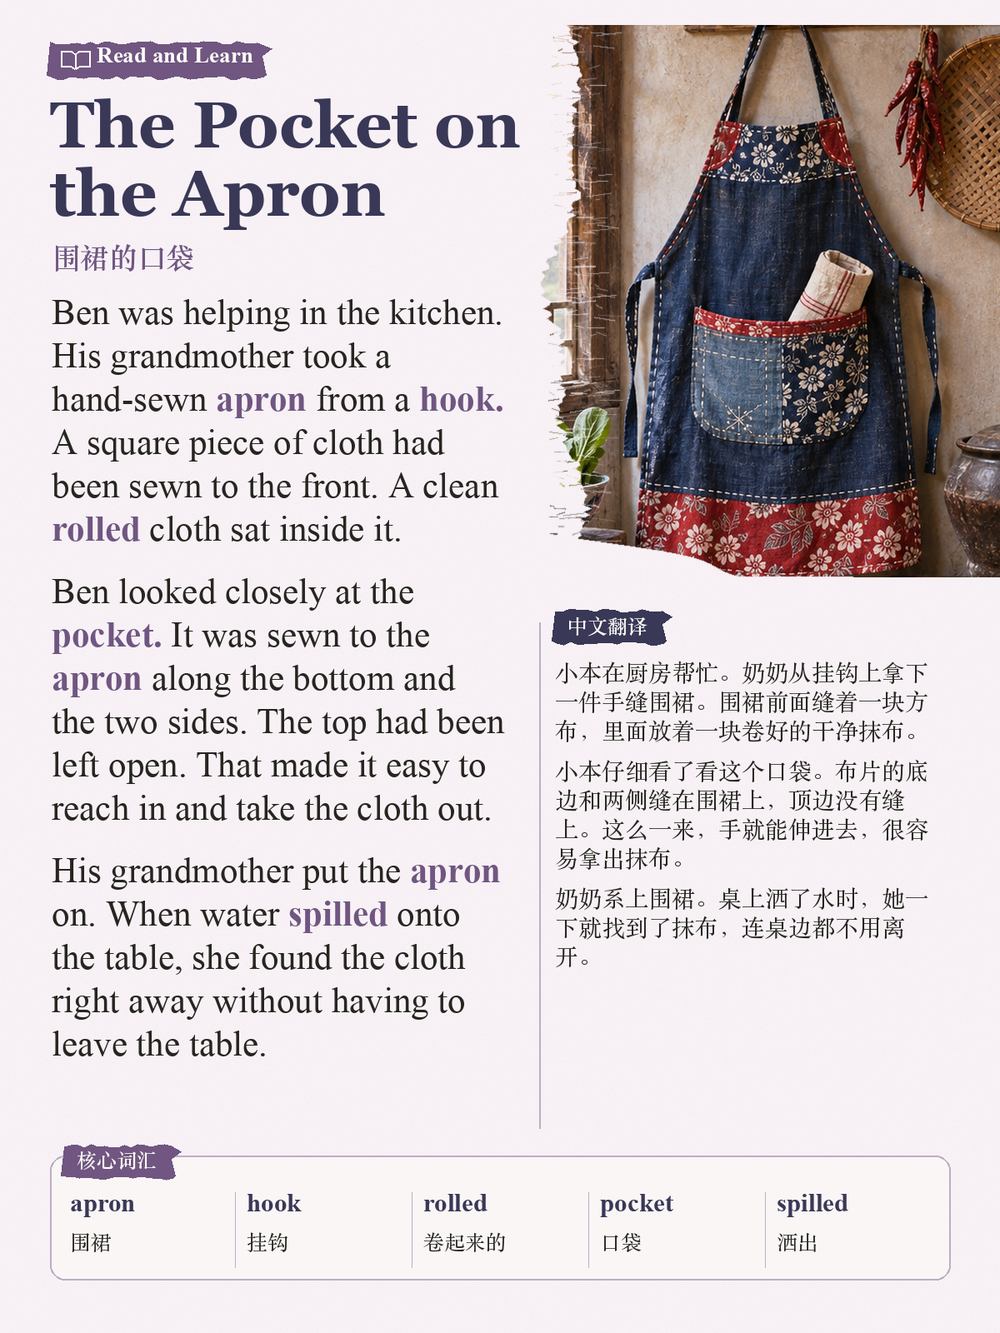 Read and Learn
The Pocket on
the Apron
围裙的口袋
Ben was helping in the kitchen.
His grandmother took a
hand-sewn apron from a hook.
A square piece of cloth had
been sewn to the front. A clean
rolled cloth sat inside it.
Ben looked closely at the
pocket. It was sewn to the
apron along the bottom and
the two sides. The top had been
left open. That made it easy to
reach in and take the cloth out.
His grandmother put the apron
on. When water spilled onto
the table, she found the cloth
right away without having to
leave the table.
中文翻译
小本在厨房帮忙。奶奶从挂钩上拿下
一件手缝围裙。围裙前面缝着一块方
布，里面放着一块卷好的干净抹布。
小本仔细看了看这个口袋。布片的底
边和两侧缝在围裙上，顶边没有缝
上。这么一来，手就能伸进去，很容
易拿出抹布。
奶奶系上围裙。桌上洒了水时，她一
下就找到了抹布，连桌边都不用离
开。
核心词汇
apron
围裙
hook
挂钩
rolled
卷起来的
pocket
口袋
spilled
洒出